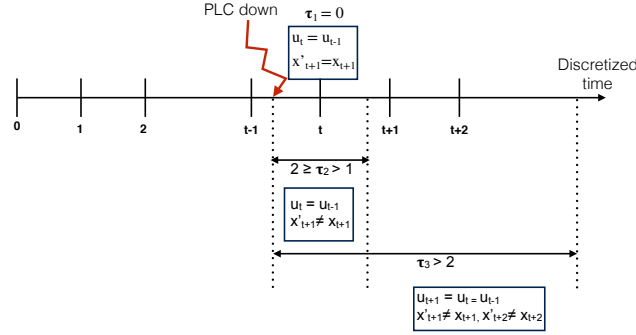 PLC down
τ₁ = 0
uₜ = uₜ₋₁
x'ₜ₊₁=xₜ₊₁
Discretized
time
0 1 2 t-1 t t+1 t+2
2 ≥ τ₂ > 1
uₜ = uₜ₋₁
x'ₜ₊₁≠ xₜ₊₁
τ₃ > 2
uₜ₊₁ = uₜ = uₜ₋₁
x'ₜ₊₁≠ xₜ₊₁, x'ₜ₊₂≠ xₜ₊₂